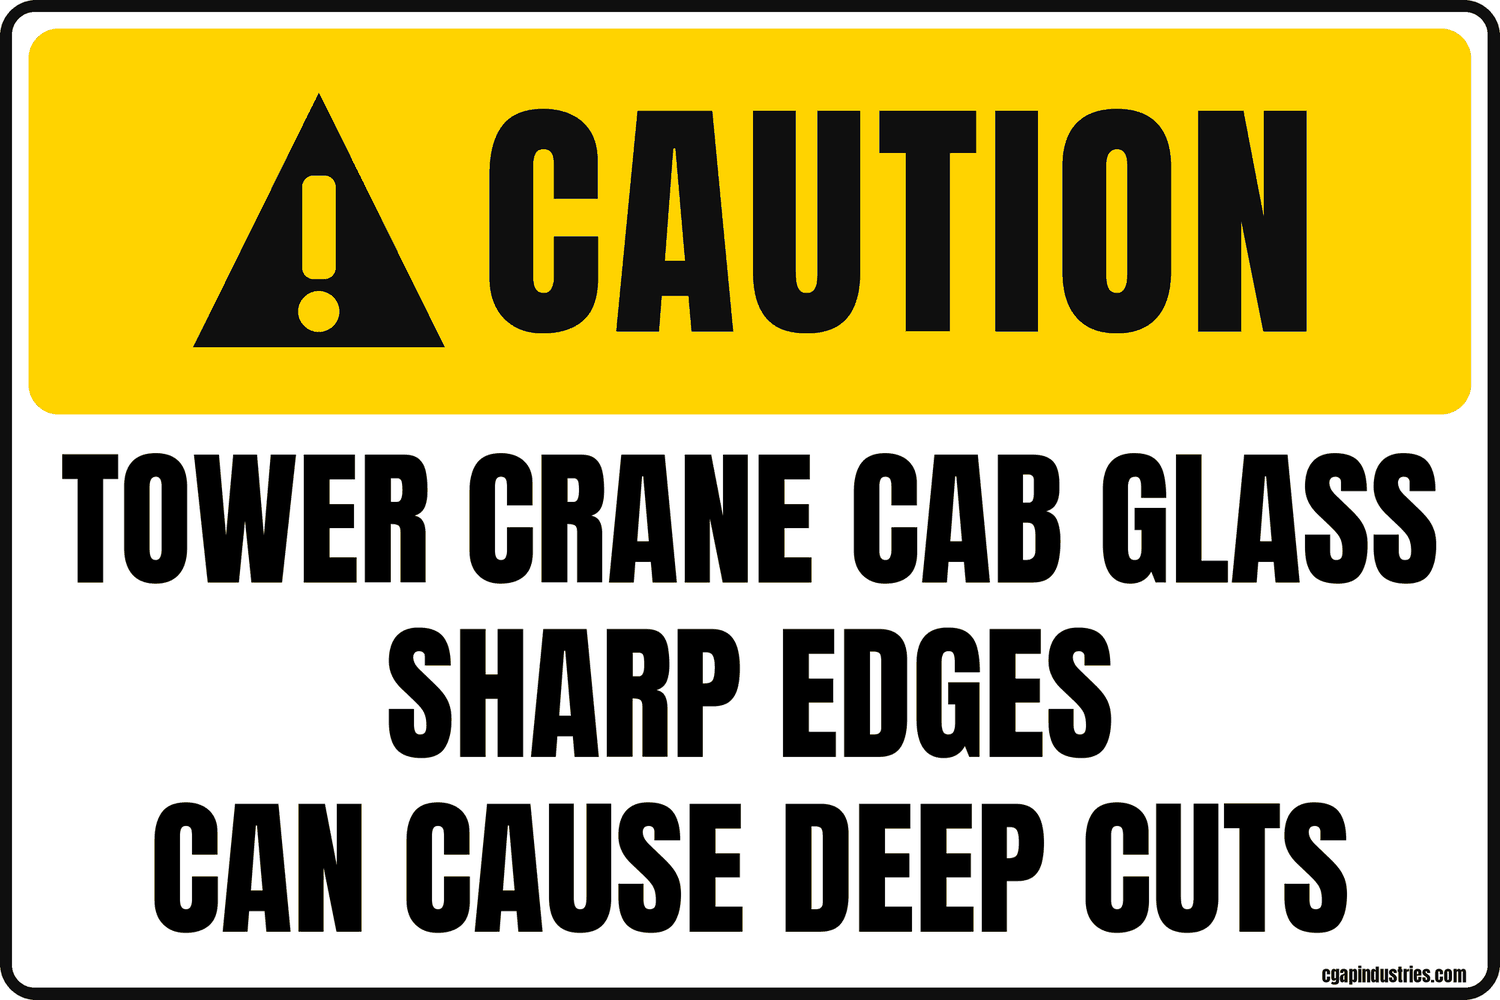 CAUTION
TOWER CRANE CAB GLASS
SHARP EDGES
CAN CAUSE DEEP CUTS
cgapindustries.com